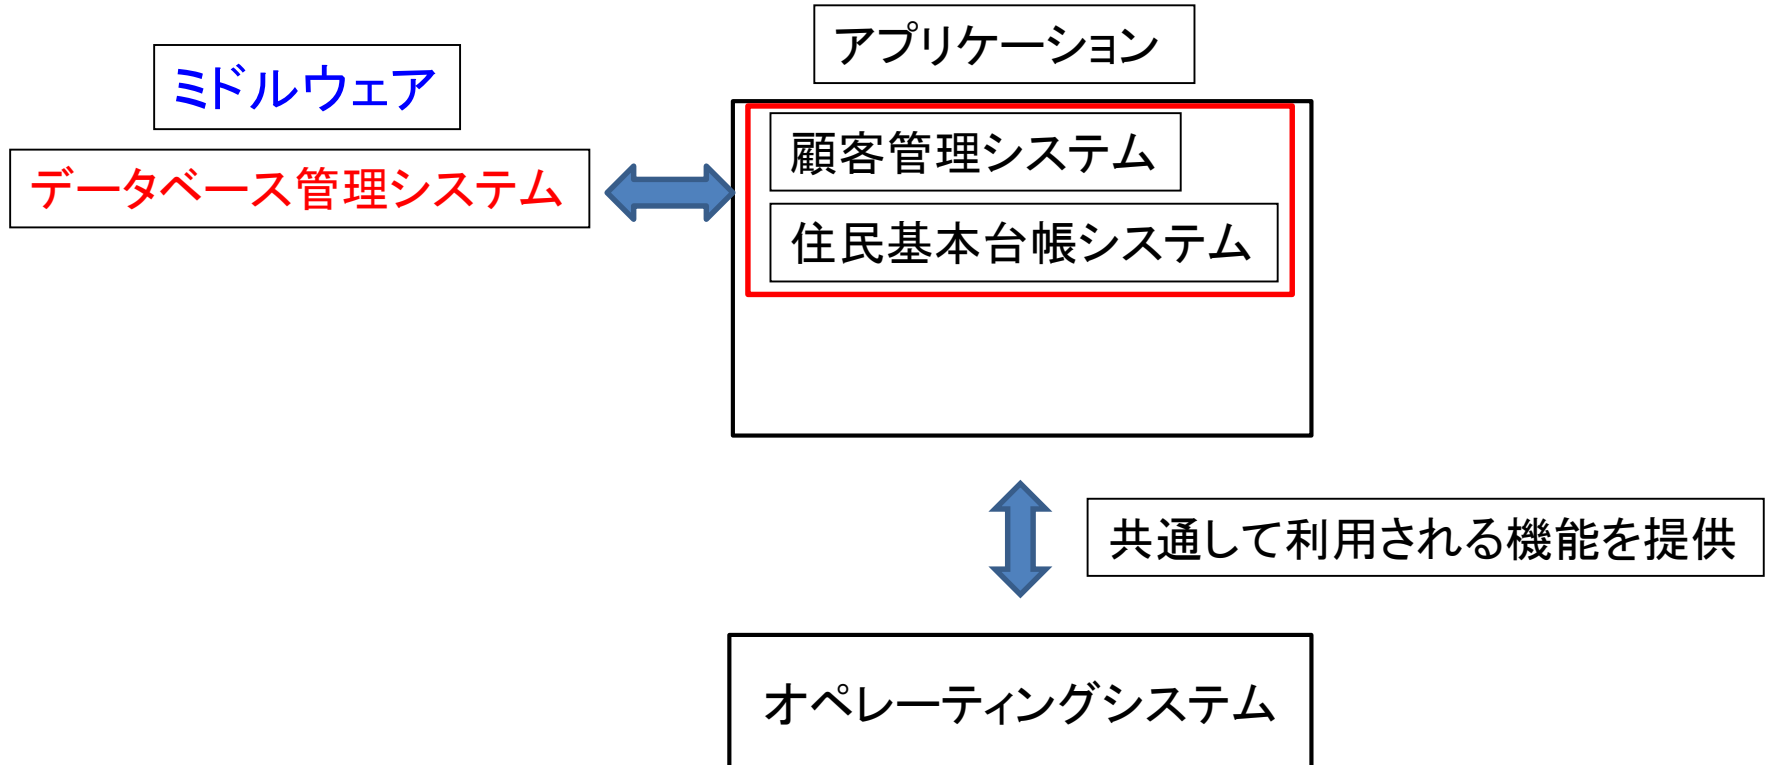 アプリケーション
ミドルウェア
データベース管理システム
顧客管理システム
住民基本台帳システム
共通して利用される機能を提供
オペレーティングシステム